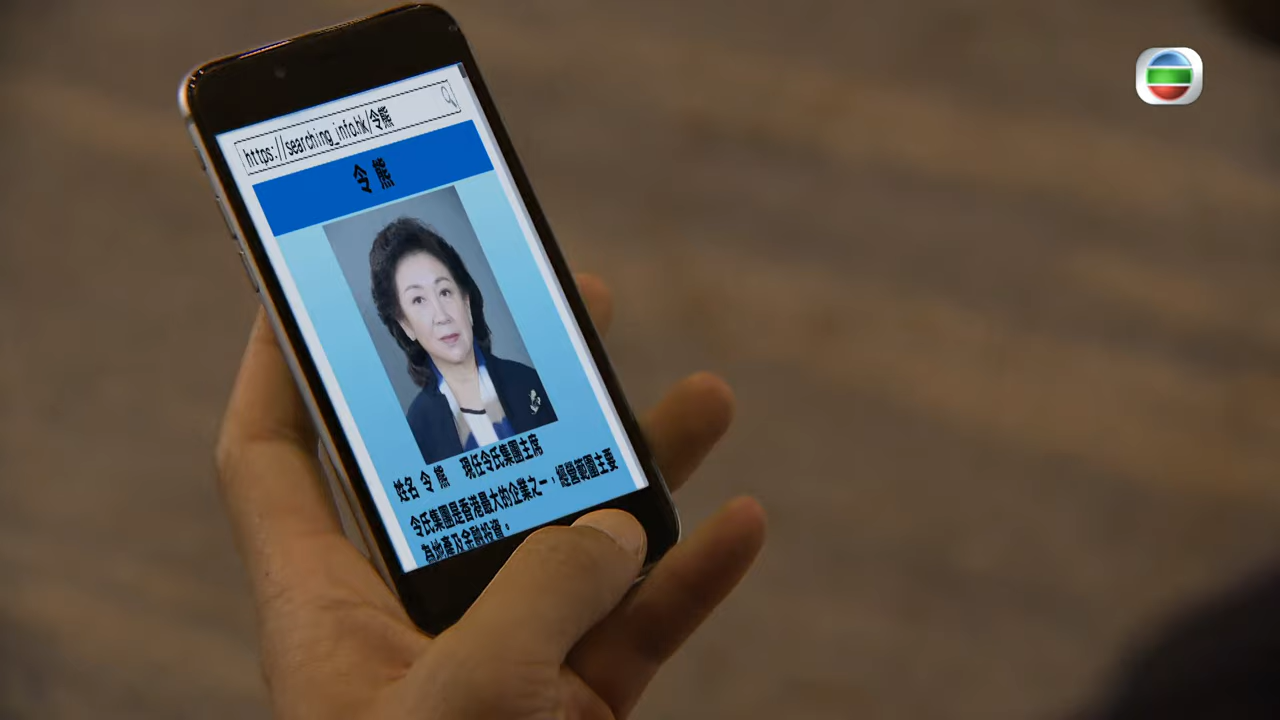 https://searching_info.hk/令熊
令熊
姓名 令 熊 現任令氏集團主席
令氏集團是香港最大的企業之一，經營範圍主要
為地產及金融投資。